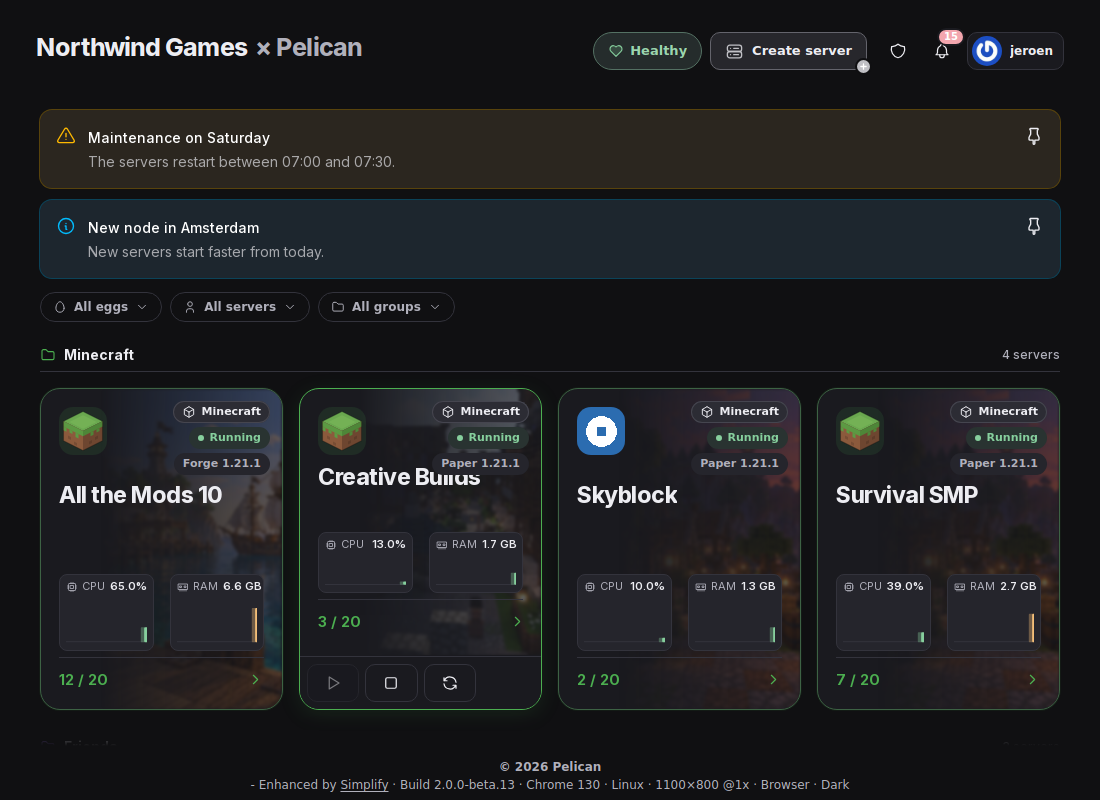 Northwind Games × Pelican
Healthy
Create server
15
jeroen
Maintenance on Saturday
The servers restart between 07:00 and 07:30.
New node in Amsterdam
New servers start faster from today.
All eggs
All servers
All groups
Minecraft
4 servers
Minecraft
Running
Forge 1.21.1
All the Mods 10
CPU 65.0%
RAM 6.6 GB
12 / 20
Minecraft
Running
Paper 1.21.1
Creative Builds
CPU 13.0%
RAM 1.7 GB
3 / 20
Minecraft
Running
Paper 1.21.1
Skyblock
CPU 10.0%
RAM 1.3 GB
2 / 20
Minecraft
Running
Paper 1.21.1
Survival SMP
CPU 39.0%
RAM 2.7 GB
7 / 20
Friends
© 2026 Pelican
- Enhanced by Simplify · Build 2.0.0-beta.13 · Chrome 130 · Linux · 1100×800 @1x · Browser · Dark